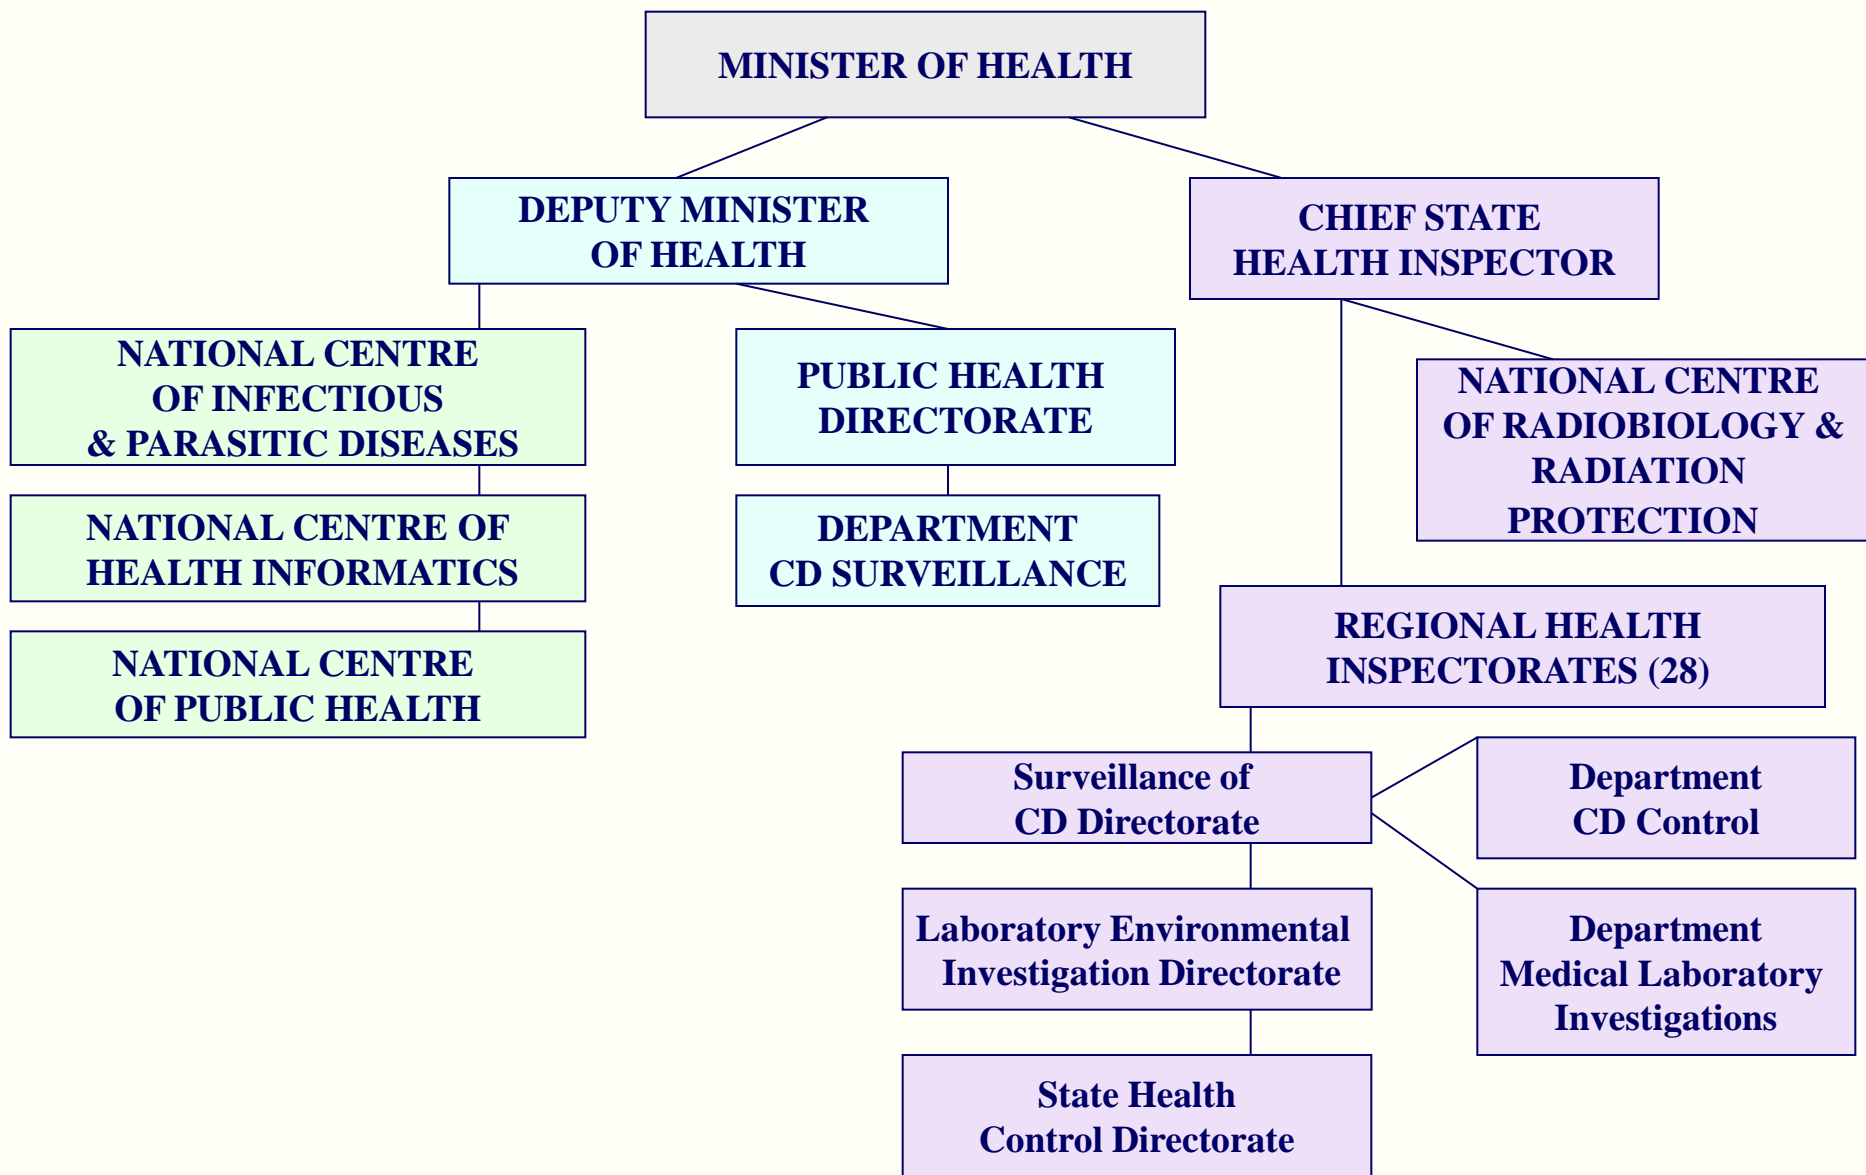 MINISTER OF HEALTH
DEPUTY MINISTER
OF HEALTH
CHIEF STATE
HEALTH INSPECTOR
NATIONAL CENTRE
OF INFECTIOUS
& PARASITIC DISEASES
PUBLIC HEALTH
DIRECTORATE
NATIONAL CENTRE
OF RADIOBIOLOGY &
RADIATION
PROTECTION
NATIONAL CENTRE OF
HEALTH INFORMATICS
DEPARTMENT
CD SURVEILLANCE
NATIONAL CENTRE
OF PUBLIC HEALTH
REGIONAL HEALTH
INSPECTORATES (28)
Surveillance of
CD Directorate
Department
CD Control
Laboratory Environmental
Investigation Directorate
Department
Medical Laboratory
Investigations
State Health
Control Directorate